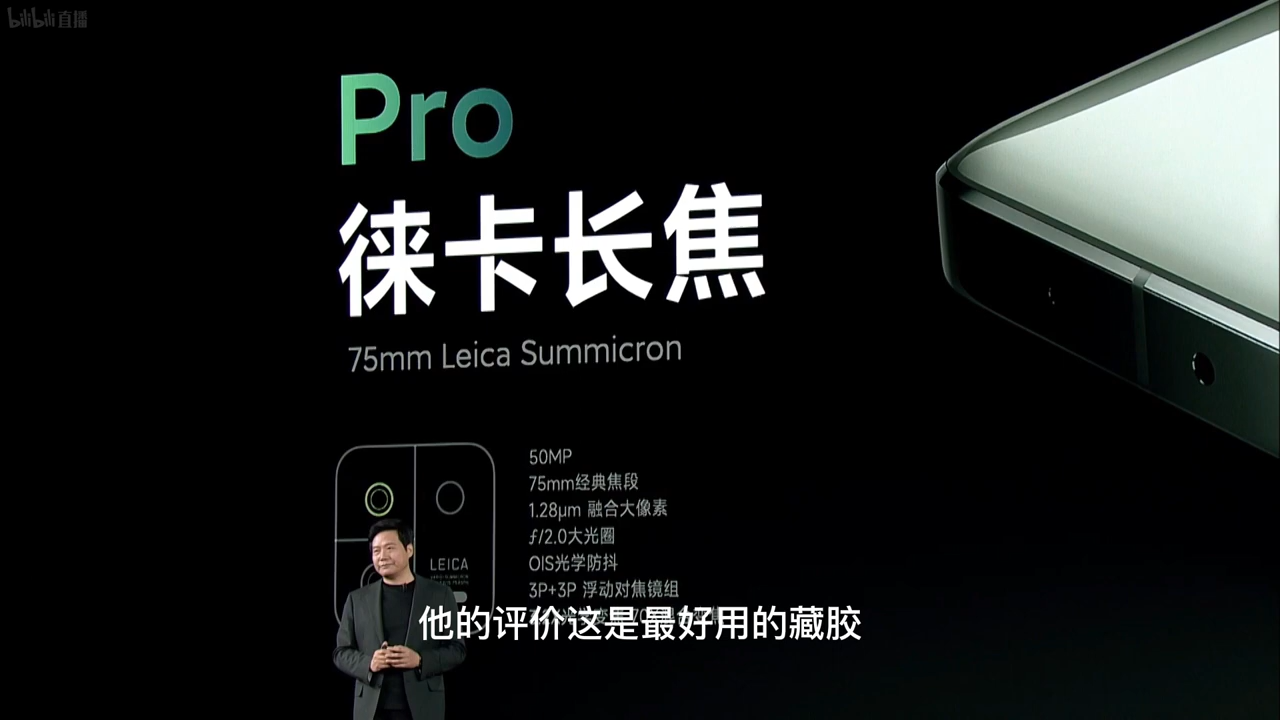 bilibili直播
Pro
徕卡长焦
75mm Leica Summicron
50MP
75mm经典焦段
1.28μm 融合大像素
ƒ/2.0大光圈
OIS光学防抖
3P+3P 浮动对焦镜组
LEICA
他的评价这是最好用的藏胶